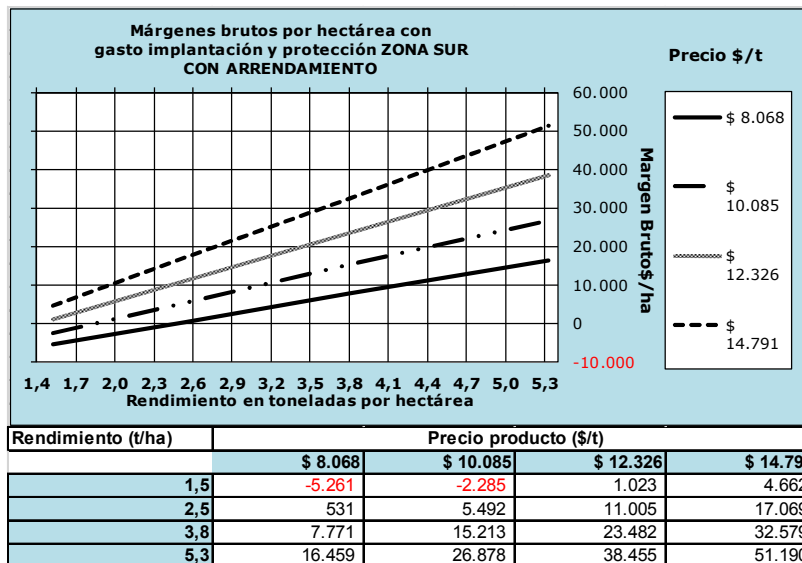 Márgenes brutos por hectárea con
gasto implantación y protección ZONA SUR
CON ARRENDAMIENTO
Precio $/t
60.000
50.000
40.000
30.000
20.000
10.000
0
-10.000
Margen Bruto$/ha
1,4 1,7 2,0 2,3 2,6 2,9 3,2 3,5 3,8 4,1 4,4 4,7 5,0 5,3
Rendimiento en toneladas por hectárea
$ 8.068
$
10.085
$
12.326
$
14.791
Rendimiento (t/ha) Precio producto ($/t)
$ 8.068 $ 10.085 $ 12.326 $ 14.79
1,5 -5.261 -2.285 1.023 4.662
2,5 531 5.492 11.005 17.069
3,8 7.771 15.213 23.482 32.579
5,3 16.459 26.878 38.455 51.190